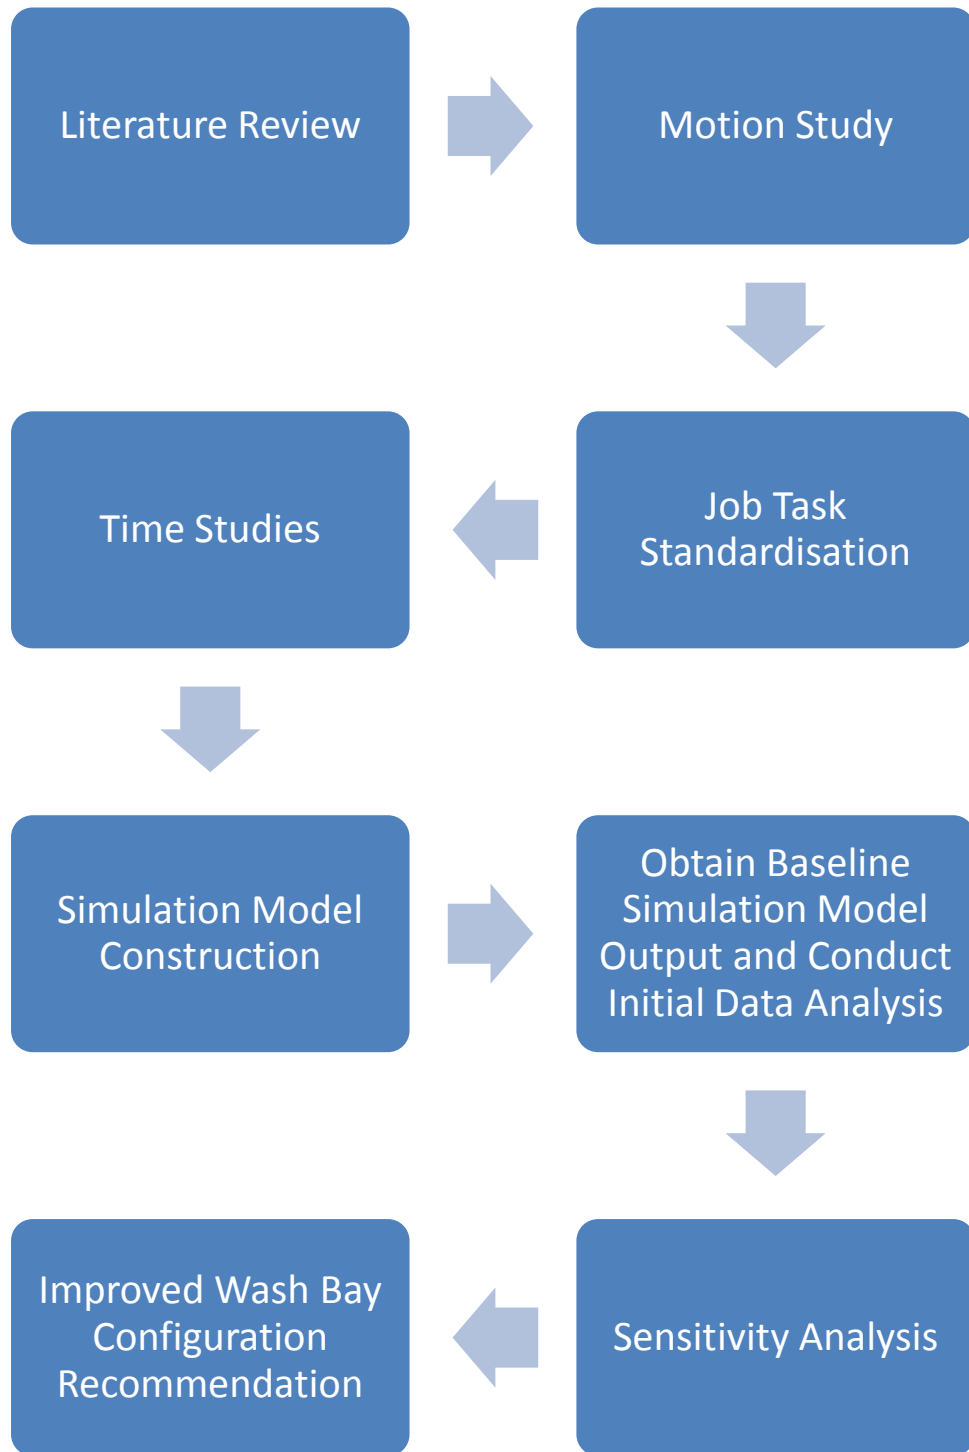 Literature Review
Motion Study
Job Task
Standardisation
Time Studies
Simulation Model
Construction
Obtain Baseline
Simulation Model
Output and Conduct
Initial Data Analysis
Sensitivity Analysis
Improved Wash Bay
Configuration
Recommendation